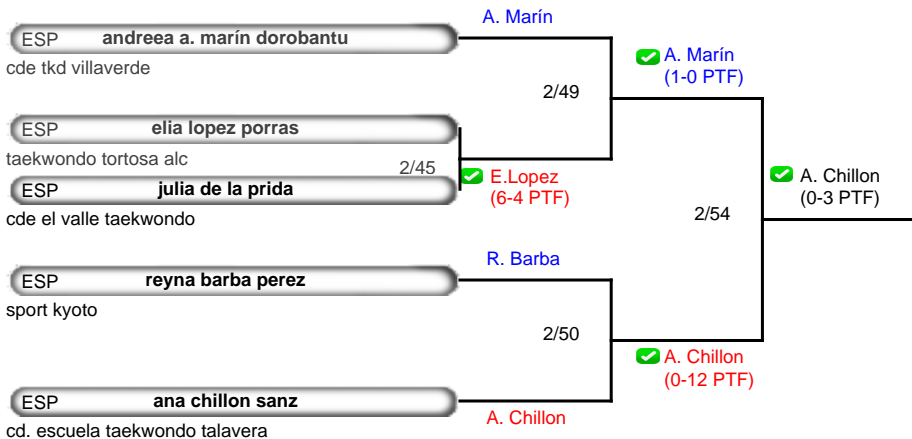 A. Marín
ESP andreea a. marín dorobantu
cde tkd villaverde
A. Marín
(1-0 PTF)
2/49
ESP elia lopez porras
taekwondo tortosa alc
2/45
E.Lopez
(6-4 PTF)
ESP julia de la prida
cde el valle taekwondo
A. Chillon
(0-3 PTF)
2/54
R. Barba
ESP reyna barba perez
sport kyoto
2/50
A. Chillon
(0-12 PTF)
ESP ana chillon sanz
A. Chillon
cd. escuela taekwondo talavera